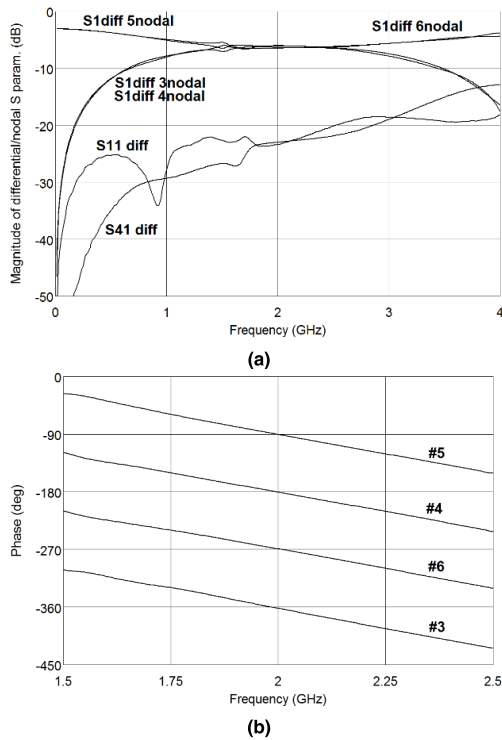 S1diff 5nodal
S1diff 6nodal
S1diff 3nodal
S1diff 4nodal
S11 diff
S41 diff
Magnitude of differential/nodal S param. (dB)
0
-10
-20
-30
-40
-50
0
1
2
3
4
Frequency (GHz)
(a)
#5
#4
#6
#3
Phase (deg)
0
-90
-180
-270
-360
-450
1.5
1.75
2
2.25
2.5
Frequency (GHz)
(b)